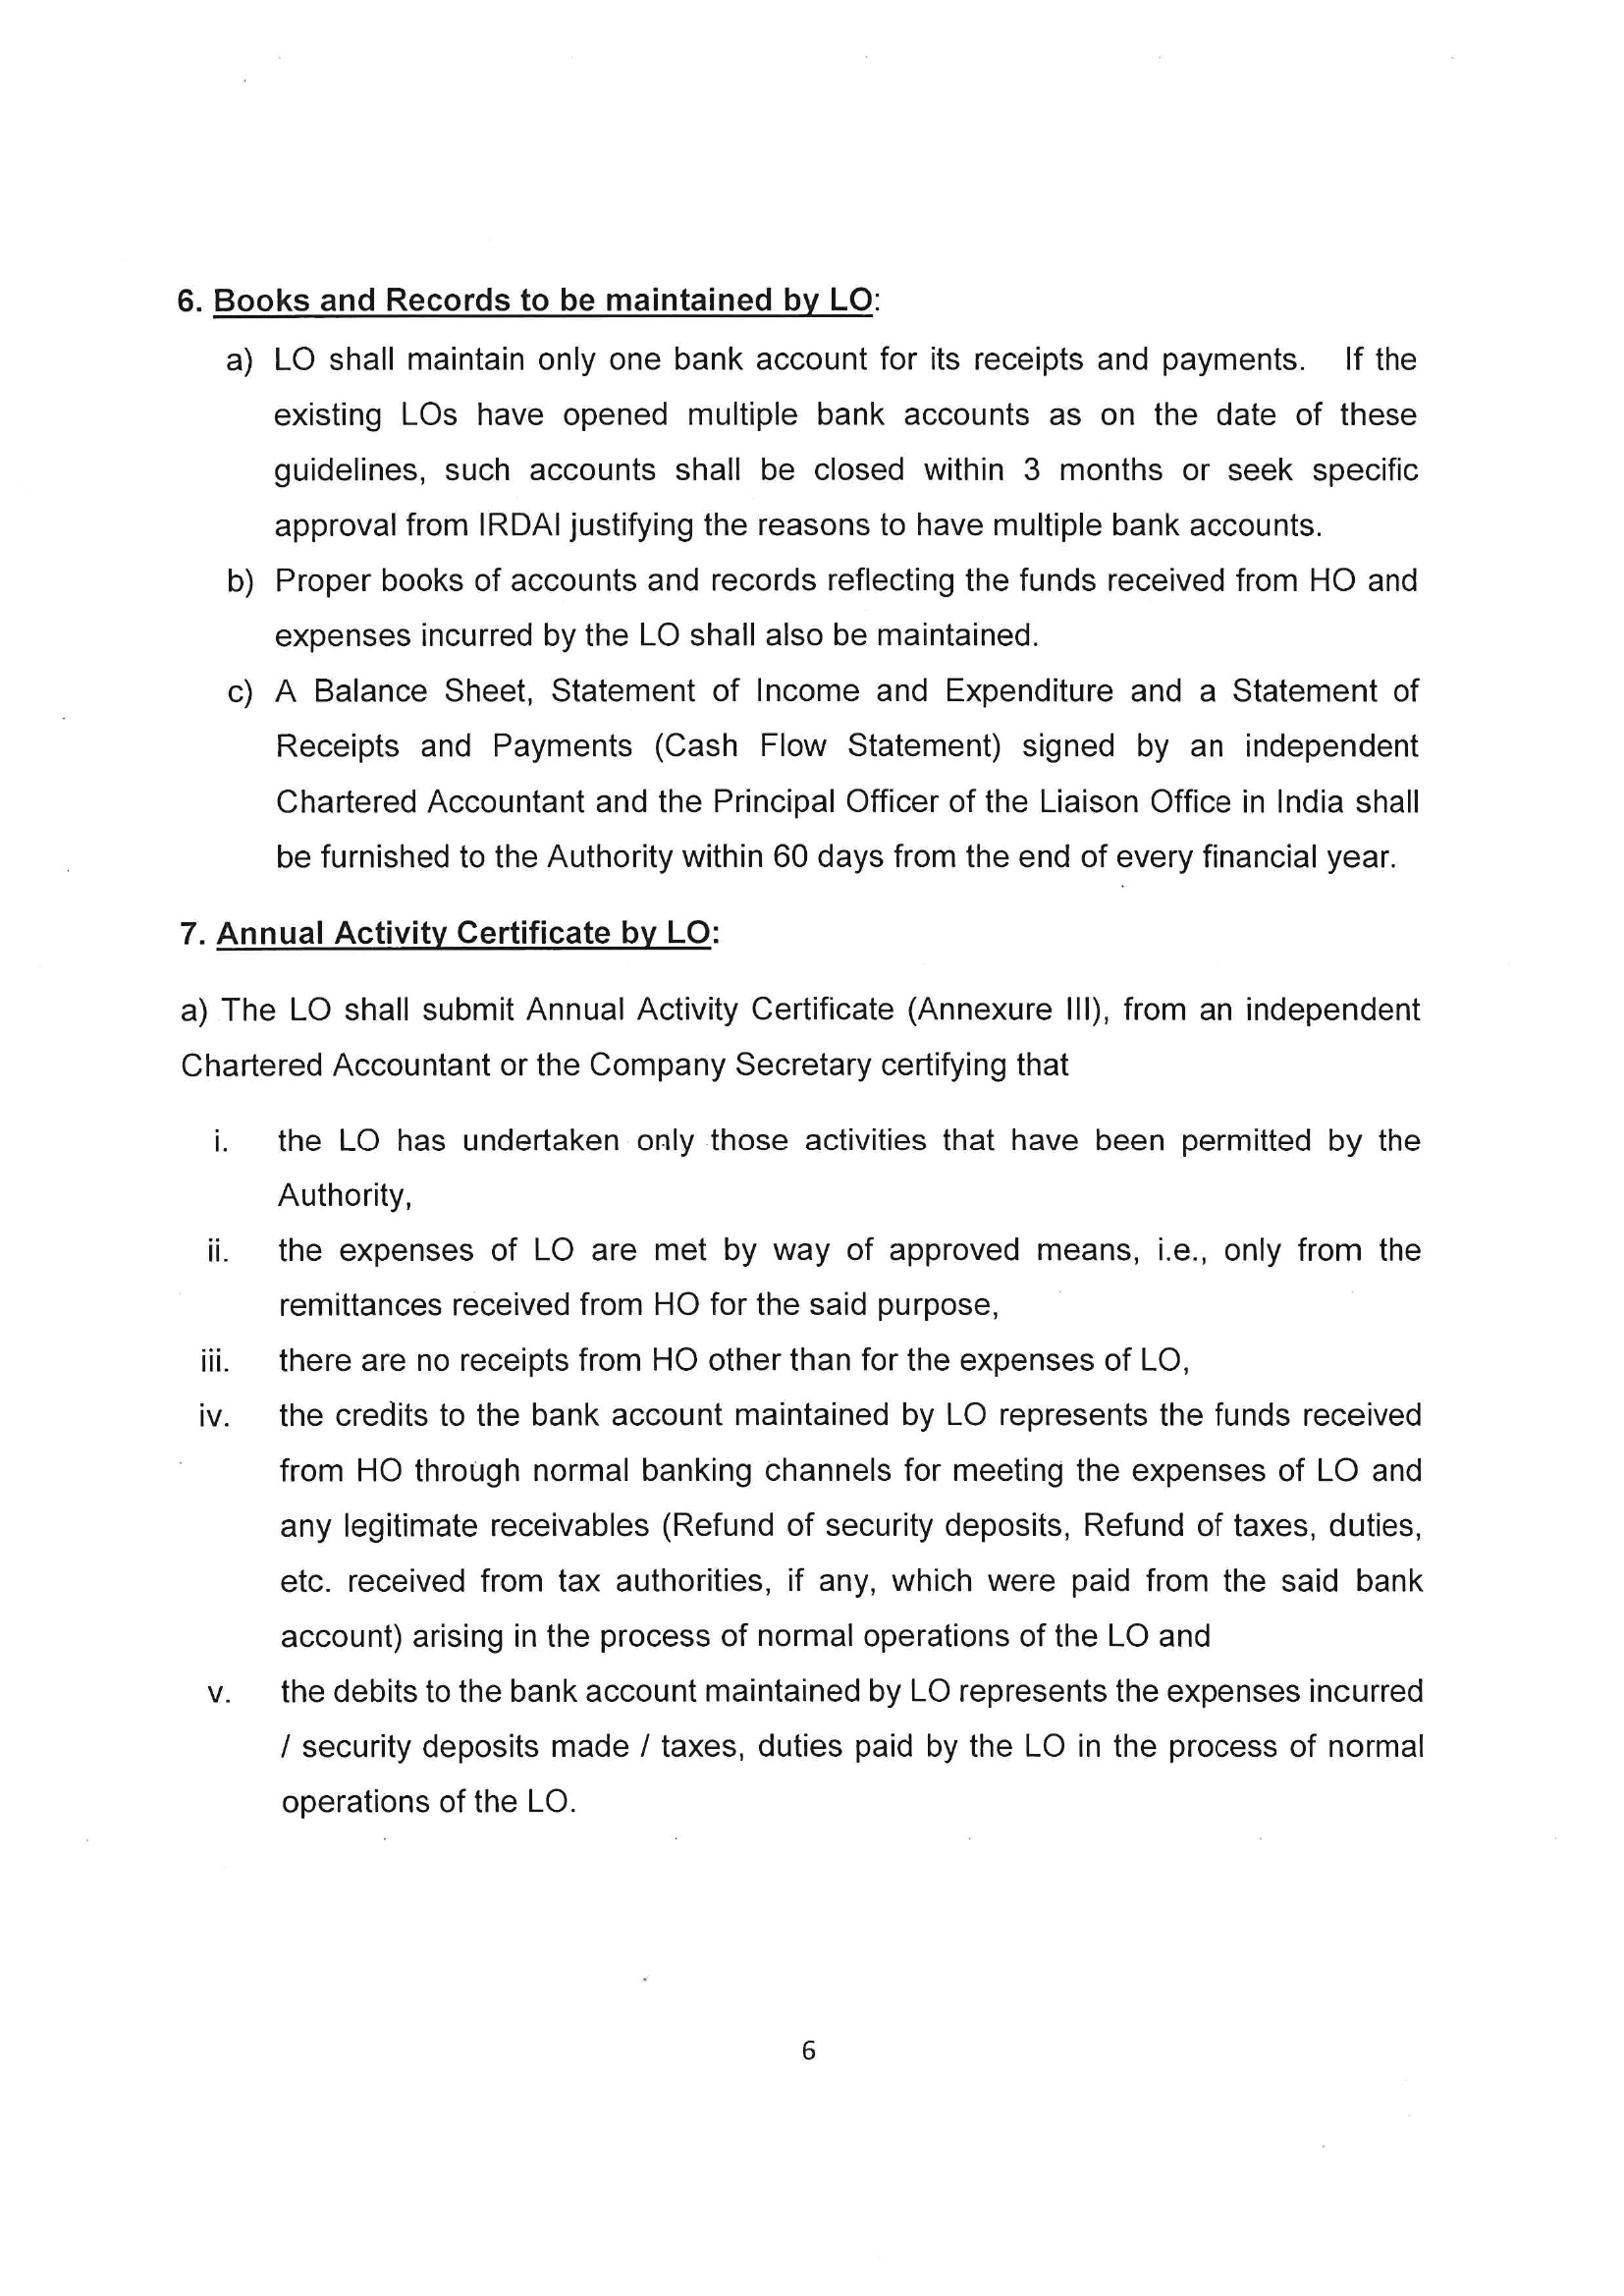 6. Books and Records to be maintained by LO:
a) LO shall maintain only one bank account for its receipts and payments. If the
existing LOs have opened multiple bank accounts as on the date of these
guidelines, such accounts shall be closed within 3 months or seek specific
approval from IRDAI justifying the reasons to have multiple bank accounts.
b) Proper books of accounts and records reflecting the funds received from HO and
expenses incurred by the LO shall also be maintained.
c) A Balance Sheet, Statement of Income and Expenditure and a Statement of
Receipts and Payments (Cash Flow Statement) signed by an independent
Chartered Accountant and the Principal Officer of the Liaison Office in India shall
be furnished to the Authority within 60 days from the end of every financial year.
7. Annual Activity Certificate by LO:
a) The LO shall submit Annual Activity Certificate (Annexure III), from an independent
Chartered Accountant or the Company Secretary certifying that
i. the LO has undertaken only those activities that have been permitted by the
Authority,
ii. the expenses of LO are met by way of approved means, i.e., only from the
remittances received from HO for the said purpose,
iii. there are no receipts from HO other than for the expenses of LO,
iv. the credits to the bank account maintained by LO represents the funds received
from HO through normal banking channels for meeting the expenses of LO and
any legitimate receivables (Refund of security deposits, Refund of taxes, duties,
etc. received from tax authorities, if any, which were paid from the said bank
account) arising in the process of normal operations of the LO and
v. the debits to the bank account maintained by LO represents the expenses incurred
/ security deposits made / taxes, duties paid by the LO in the process of normal
operations of the LO.
6